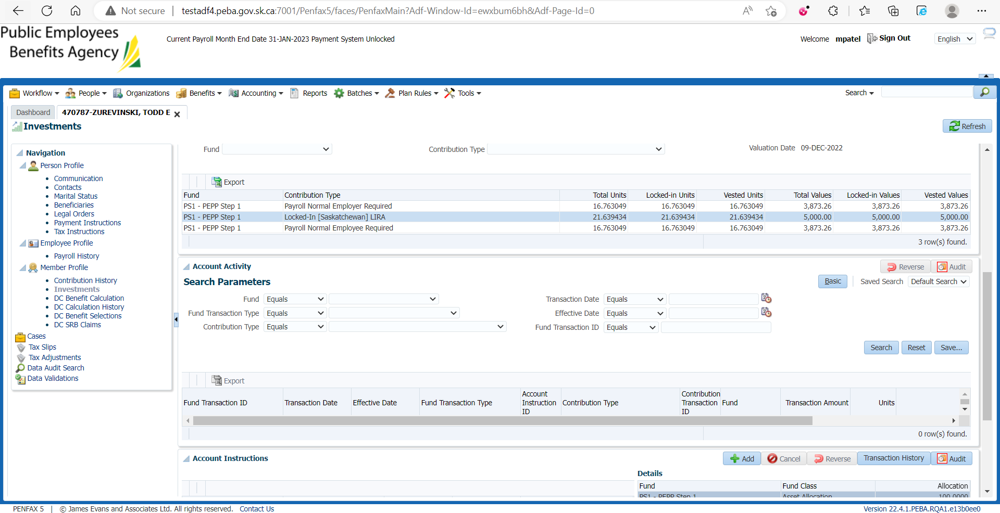 Not secure | testadf4.peba.gov.sk.ca:7001/Penfax5/faces/PenfaxMain?Adf-Window-Id=ewxbum6bh&Adf-Page-Id=0
Public Employees
Benefits Agency
Current Payroll Month End Date 31-JAN-2023 Payment System Unlocked
Welcome mpatel Sign Out English
Workflow People Organizations Benefits Accounting Reports Batches Plan Rules Tools Search
Dashboard 470787-ZUREVINSKI, TODD E
Investments
Refresh
Navigation
Person Profile
Communication
Contacts
Marital Status
Beneficiaries
Legal Orders
Payment Instructions
Tax Instructions
Employee Profile
Payroll History
Member Profile
Contribution History
Investments
DC Benefit Calculation
DC Calculation History
DC Benefit Selections
DC SRB Claims
Cases
Tax Slips
Tax Adjustments
Data Audit Search
Data Validations
Fund Contribution Type Valuation Date 09-DEC-2022
Export
Fund Contribution Type Total Units Locked-in Units Vested Units Total Values Locked-in Values Vested Values
PS1 - PEPP Step 1 Payroll Normal Employer Required 16.763049 16.763049 16.763049 3,873.26 3,873.26 3,873.26
PS1 - PEPP Step 1 Locked-In [Saskatchewan] LIRA 21.639434 21.639434 21.639434 5,000.00 5,000.00 5,000.00
PS1 - PEPP Step 1 Payroll Normal Employee Required 16.763049 16.763049 16.763049 3,873.26 3,873.26 3,873.26
3 row(s) found.
Account Activity Reverse Audit
Search Parameters Basic Saved Search Default Search
Fund Equals Transaction Date Equals
Fund Transaction Type Equals Effective Date Equals
Contribution Type Equals Fund Transaction ID Equals
Search Reset Save...
Export
Fund Transaction ID Transaction Date Effective Date Fund Transaction Type Account Instruction ID Contribution Type Contribution Transaction ID Fund Transaction Amount Units
0 row(s) found.
Account Instructions Add Cancel Reverse Transaction History Audit
Details
Fund Fund Class Allocation
PS1 - PEPP Step 1 Asset Allocation 100.0000
PENFAX 5 | © James Evans and Associates Ltd. All rights reserved. Contact Us Version 22.4.1.PEBA.RQA1.e13b0ee0